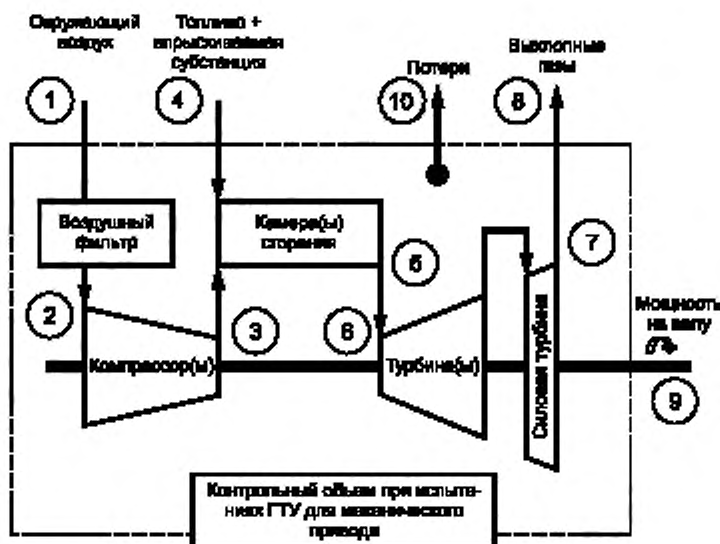 Окружающий
воздух
Топливо +
впрыскиваемая
субстанция
Потери
Выхлопные
газы
1
4
10
8
Воздушный
фильтр
Камера(ы)
сгорания
7
5
2
3
6
Мощность
на валу
Компрессор(ы)
Турбина(ы)
Силовая турбина
9
Контрольный объем при испыта-
ниях ГТУ для механического
привода